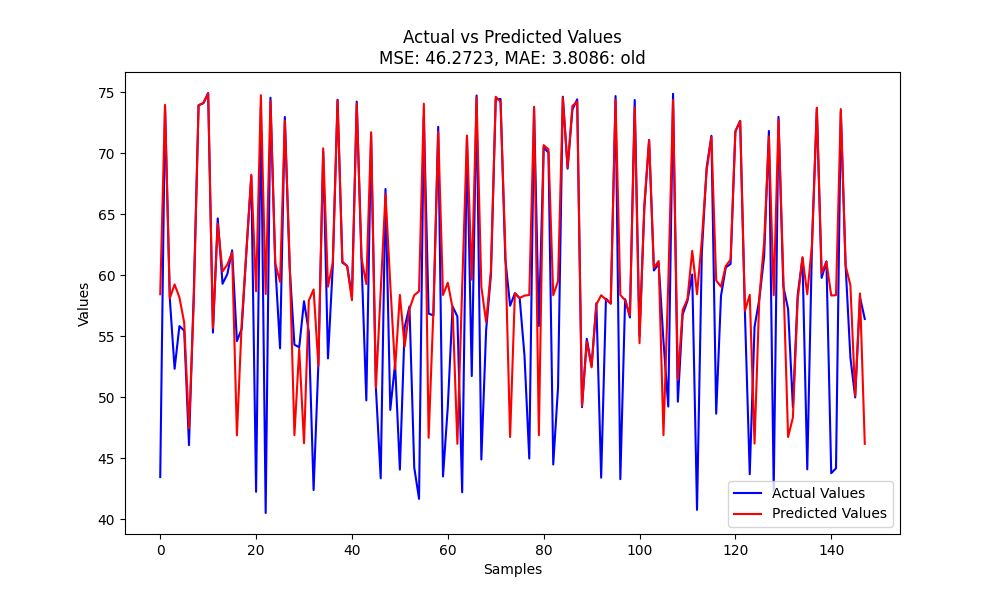 Actual vs Predicted Values
MSE: 46.2723, MAE: 3.8086: old
Values
75
70
65
60
55
50
45
40
0
20
40
60
80
100
120
140
Samples
Actual Values
Predicted Values